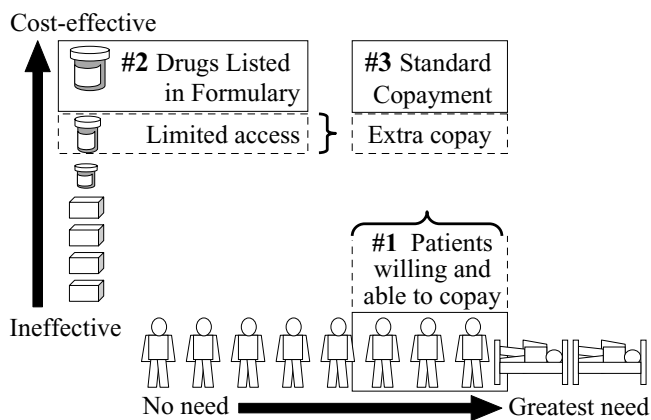 Cost-effective
#2 Drugs Listed
in Formulary
#3 Standard
Copayment
Limited access
Extra copay
#1 Patients
willing and
able to copay
Ineffective
No need
Greatest need